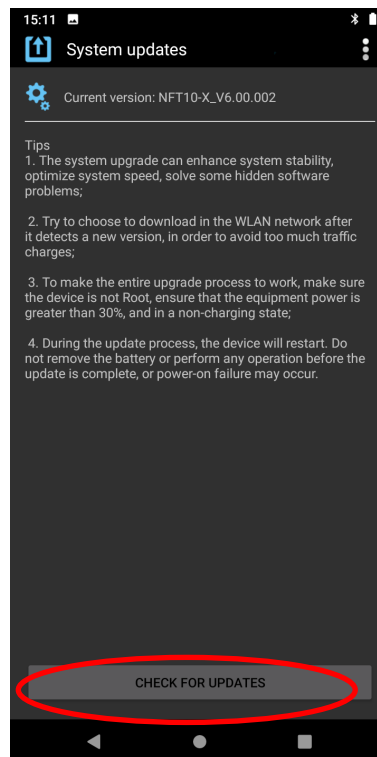 15:11
System updates
Current version: NFT10-X_V6.00.002
Tips
1. The system upgrade can enhance system stability,
optimize system speed, solve some hidden software
problems;
2. Try to choose to download in the WLAN network after
it detects a new version, in order to avoid too much traffic
charges;
3. To make the entire upgrade process to work, make sure
the device is not Root, ensure that the equipment power is
greater than 30%, and in a non-charging state;
4. During the update process, the device will restart. Do
not remove the battery or perform any operation before the
update is complete, or power-on failure may occur.
CHECK FOR UPDATES